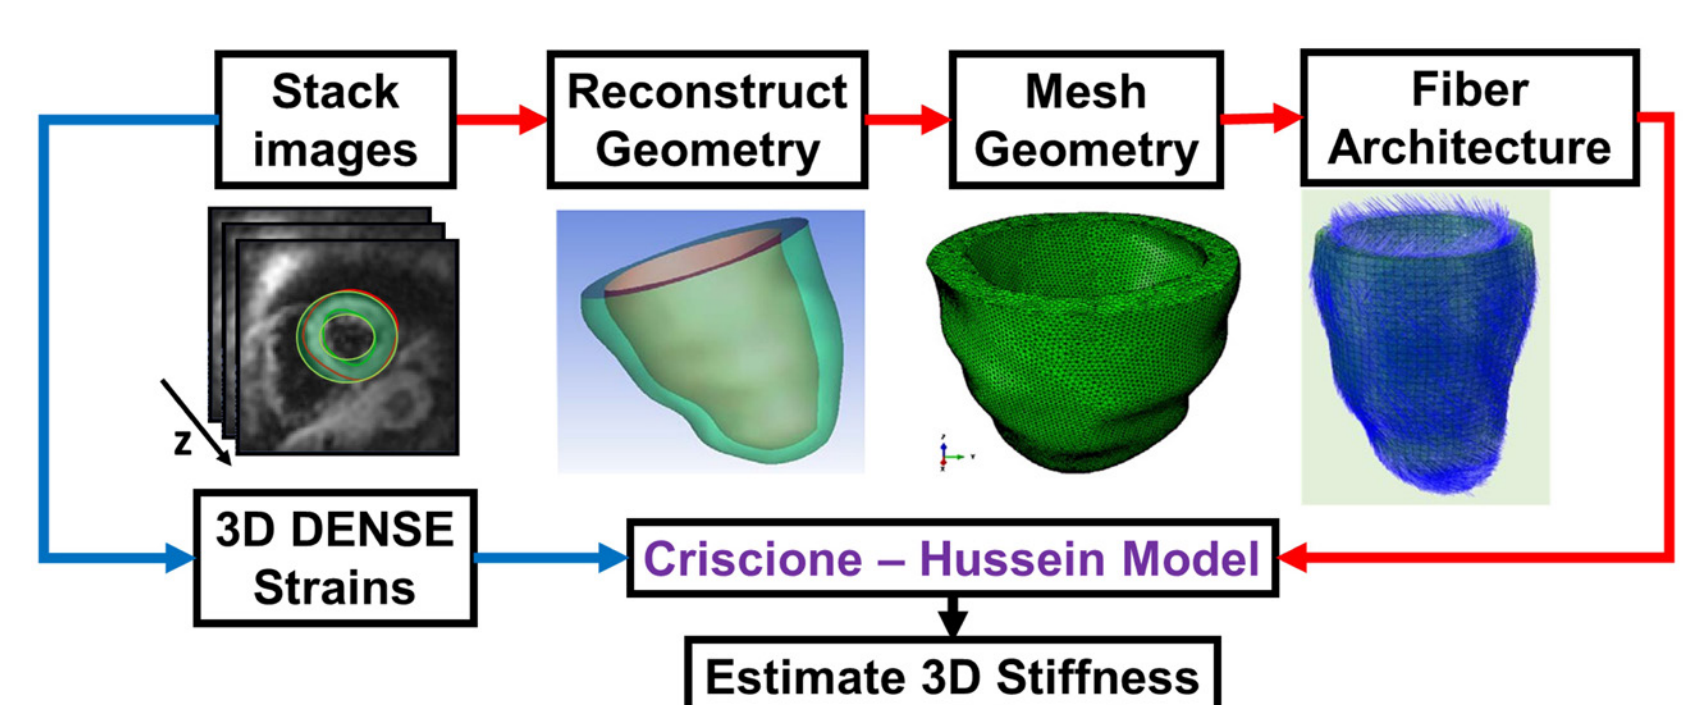 Stack
images
Reconstruct
Geometry
Mesh
Geometry
Fiber
Architecture
z
3D DENSE
Strains
Criscione – Hussein Model
Estimate 3D Stiffness